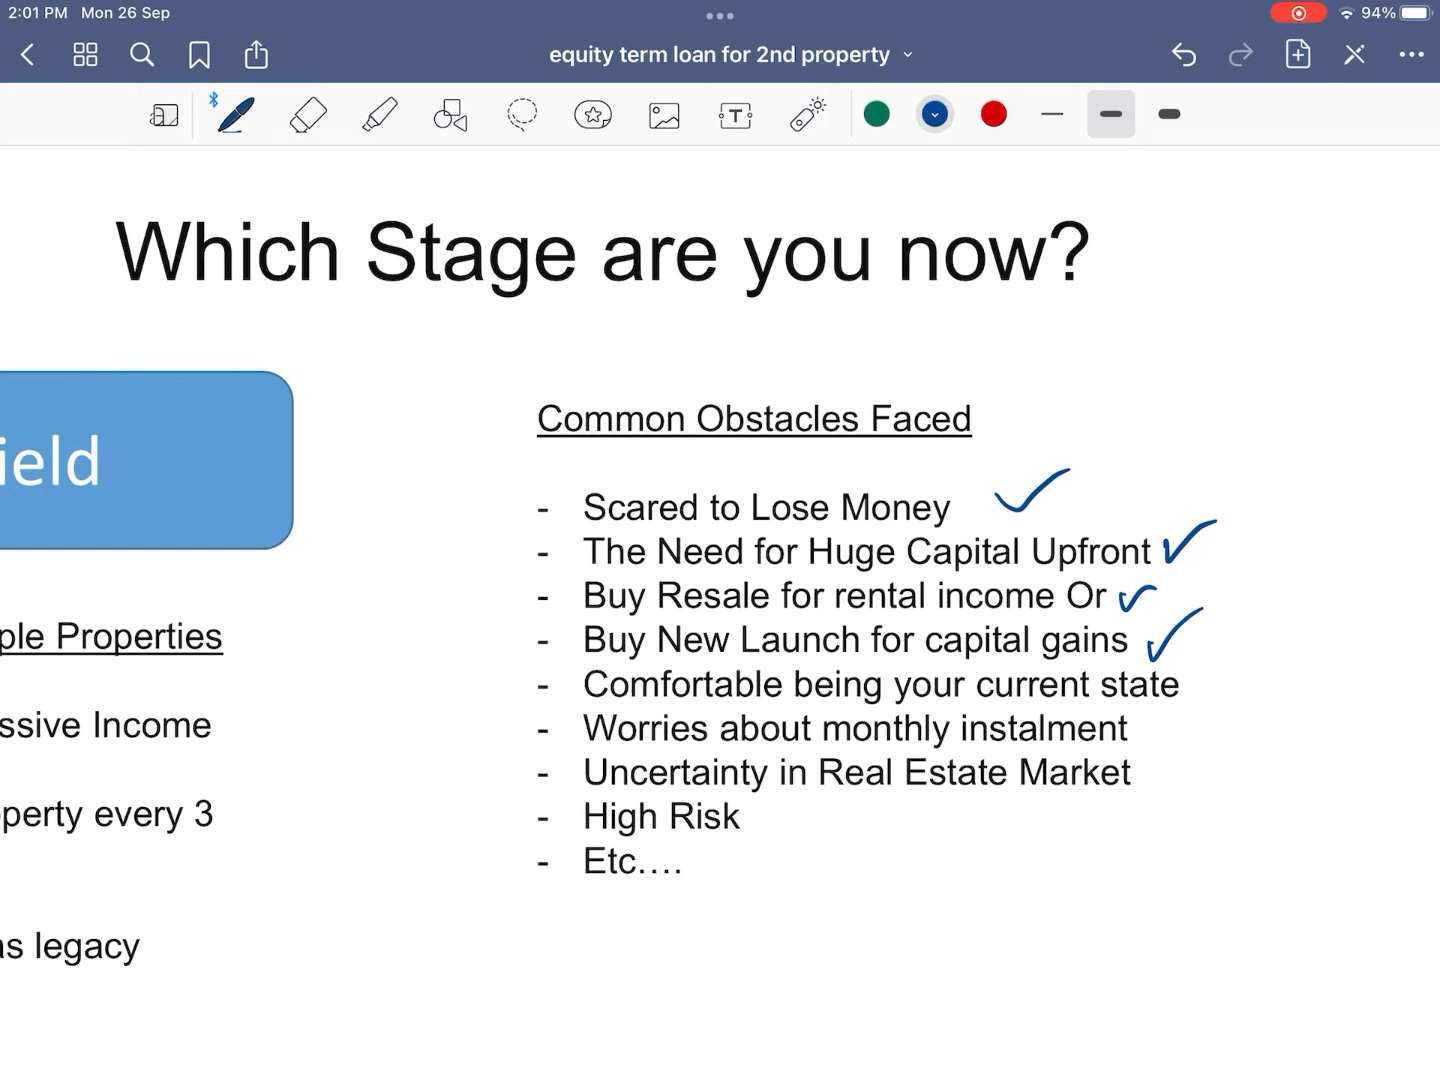 2:01 PM Mon 26 Sep
94%
equity term loan for 2nd property
Which Stage are you now?
ield
ple Properties
ssive Income
perty every 3
as legacy
Common Obstacles Faced
- Scared to Lose Money
- The Need for Huge Capital Upfront
- Buy Resale for rental income Or
- Buy New Launch for capital gains
- Comfortable being your current state
- Worries about monthly instalment
- Uncertainty in Real Estate Market
- High Risk
- Etc....